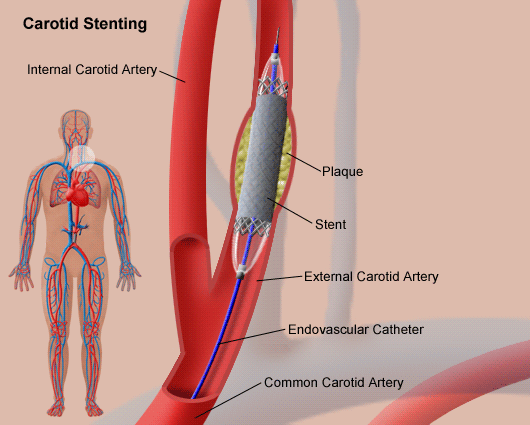 Carotid Stenting
Internal Carotid Artery
Plaque
Stent
External Carotid Artery
Endovascular Catheter
Common Carotid Artery